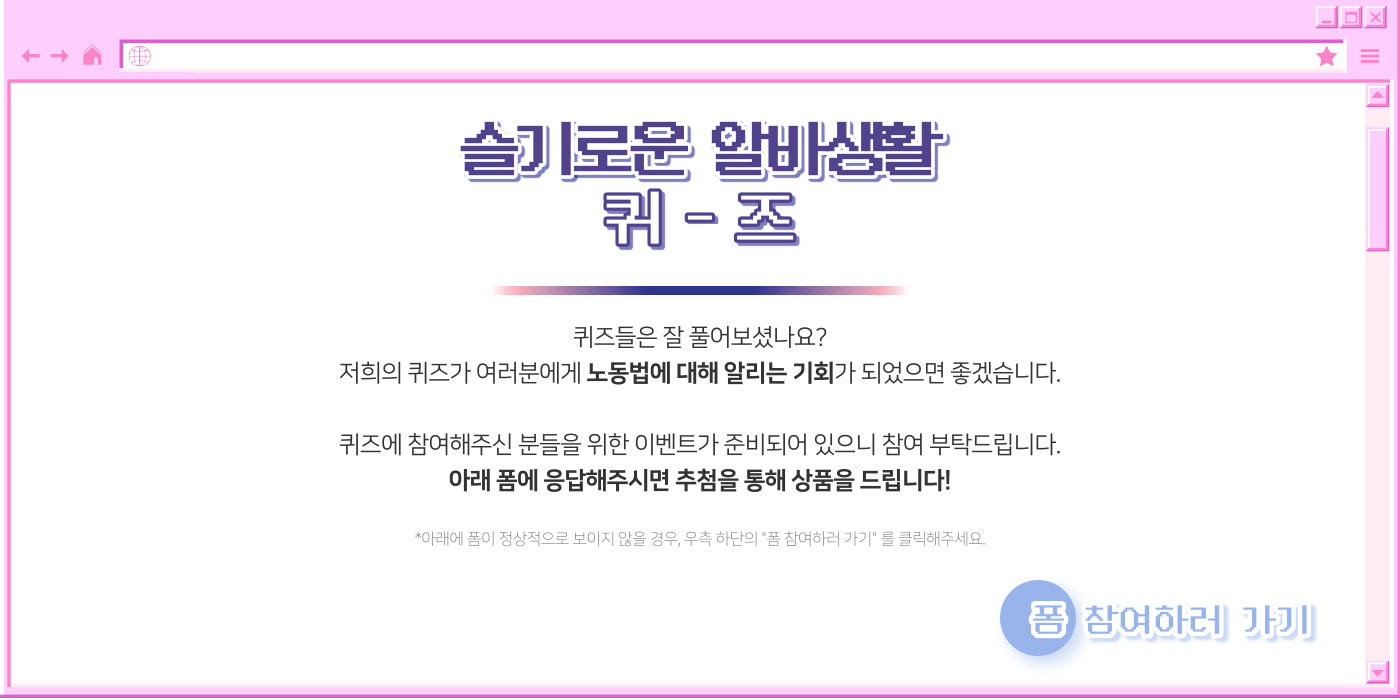 슬기로운 알바생활
퀴-즈
퀴즈들은 잘 풀어보셨나요?
저희의 퀴즈가 여러분에게 노동법에 대해 알리는 기회가 되었으면 좋겠습니다.
퀴즈에 참여해주신 분들을 위한 이벤트가 준비되어 있으니 참여 부탁드립니다.
아래 폼에 응답해주시면 추첨을 통해 상품을 드립니다!
*아래에 폼이 정상적으로 보이지 않을 경우, 우측 하단의 "폼 참여하러 가기" 를 클릭해주세요.
폼 참여하러 가기